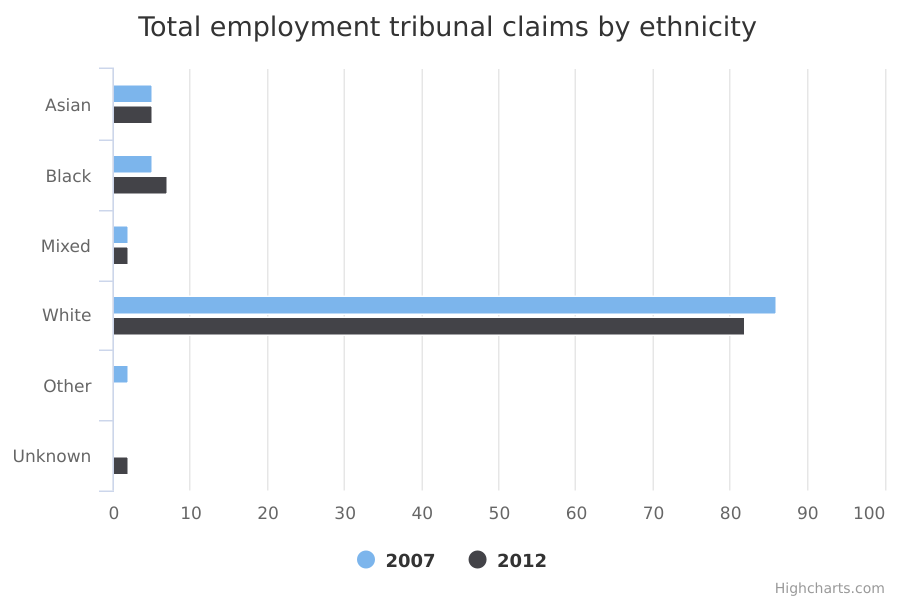 Total employment tribunal claims by ethnicity
Asian
Black
Mixed
White
Other
Unknown
0 10 20 30 40 50 60 70 80 90 100
2007 2012
Highcharts.com